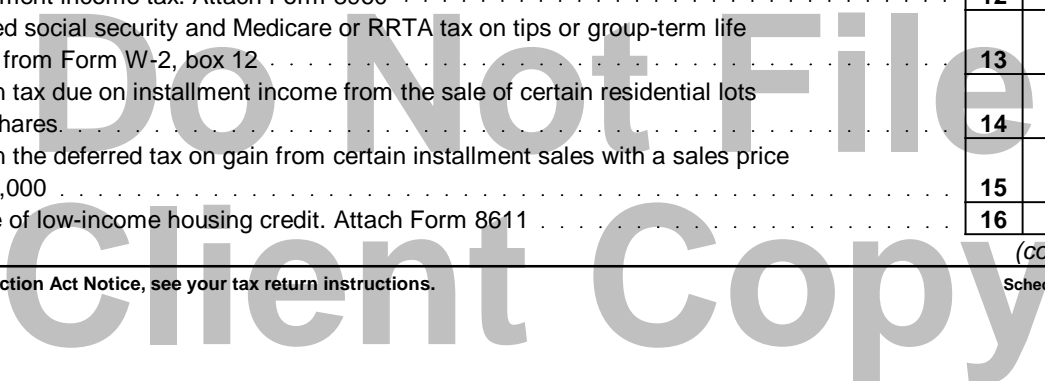 ment income tax. Attach Form 8960 12
ed social security and Medicare or RRTA tax on tips or group-term life
from Form W-2, box 12 13
n tax due on installment income from the sale of certain residential lots
hares. 14
n the deferred tax on gain from certain installment sales with a sales price
,000 15
e of low-income housing credit. Attach Form 8611 16
(co
ction Act Notice, see your tax return instructions. Sched
Do Not File
Client Copy